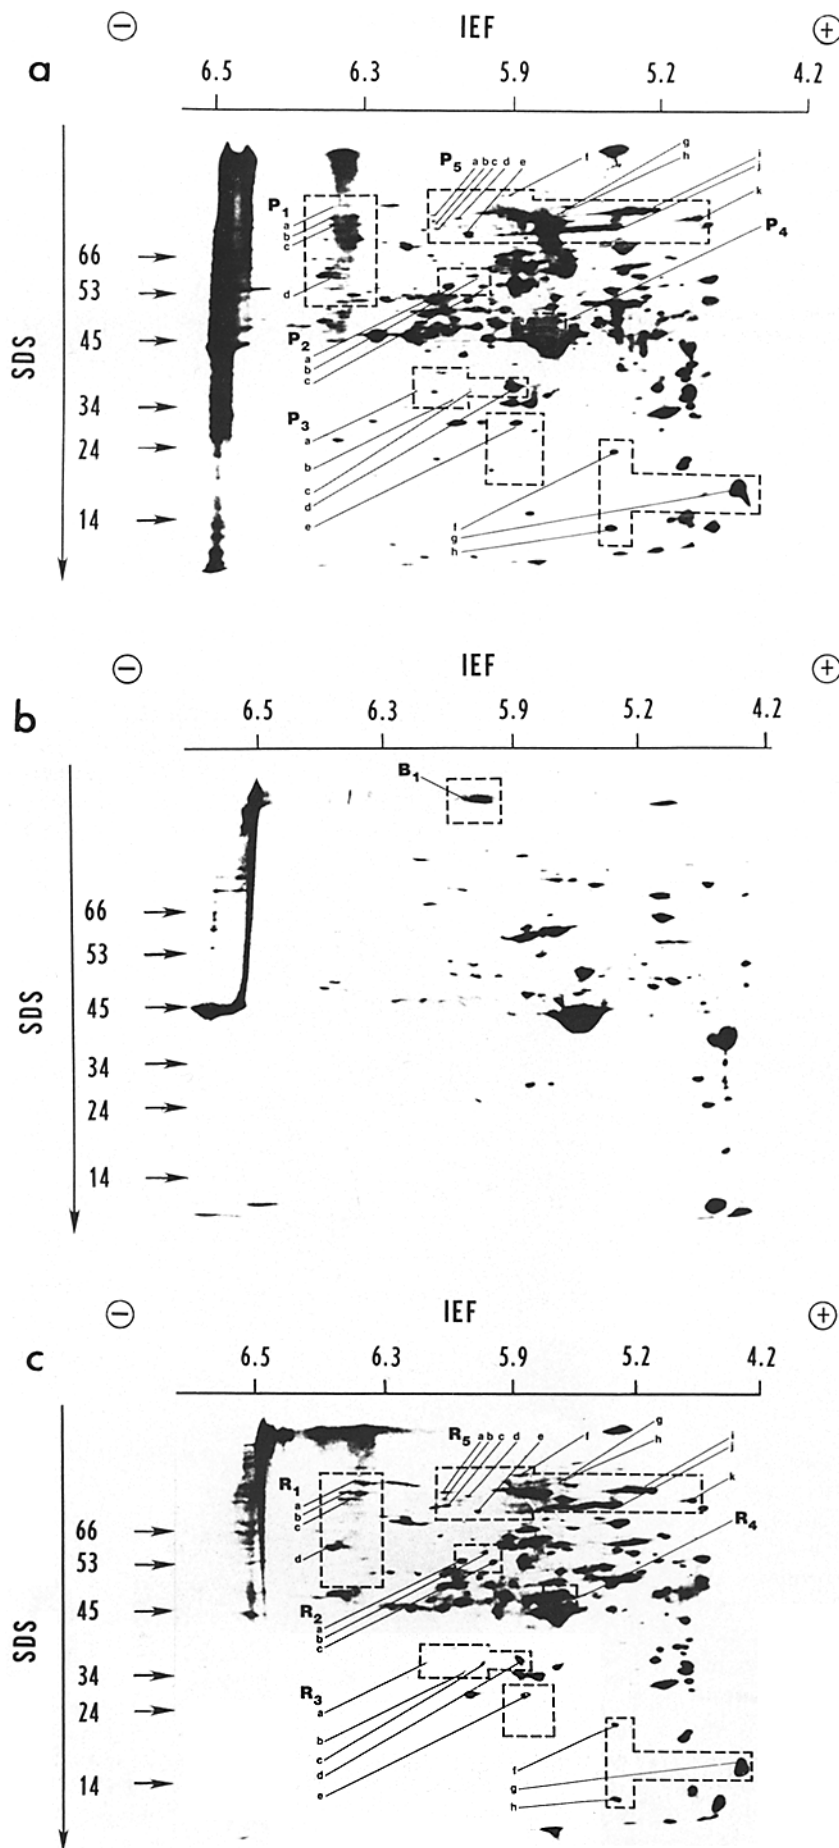 ⊖ IEF ⊕
a
6.5 6.3 5.9 5.2 4.2
SDS
P5 a b c d e f g h i j k
P1 a b c d
P4
66
53
45
34
24
14
P2 a b c
P3 a b c d e f g h
⊖ IEF ⊕
b
6.5 6.3 5.9 5.2 4.2
SDS
B1
66
53
45
34
24
14
⊖ IEF ⊕
c
6.5 6.3 5.9 5.2 4.2
SDS
R5 a b c d e f g h i j k
R1 a b c d
R4
66
53
45
34
24
14
R2 a b c
R3 a b c d e f g h